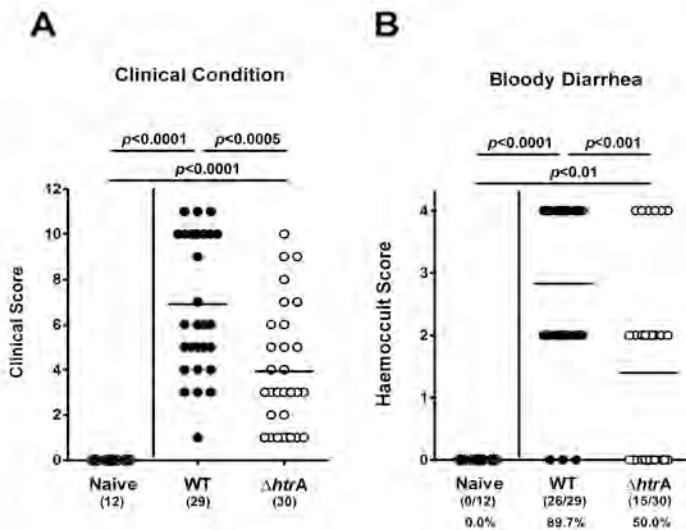 A
Clinical Condition
p<0.0001 p<0.0005
p<0.0001
Clinical Score
12
10
8
6
4
2
0
Naive WT ΔhtrA
(12) (29) (30)
B
Bloody Diarrhea
p<0.0001 p<0.001
p<0.01
Haemoccult Score
4
3
2
1
0
Naive WT ΔhtrA
(0/12) (26/29) (15/30)
0.0% 89.7% 50.0%